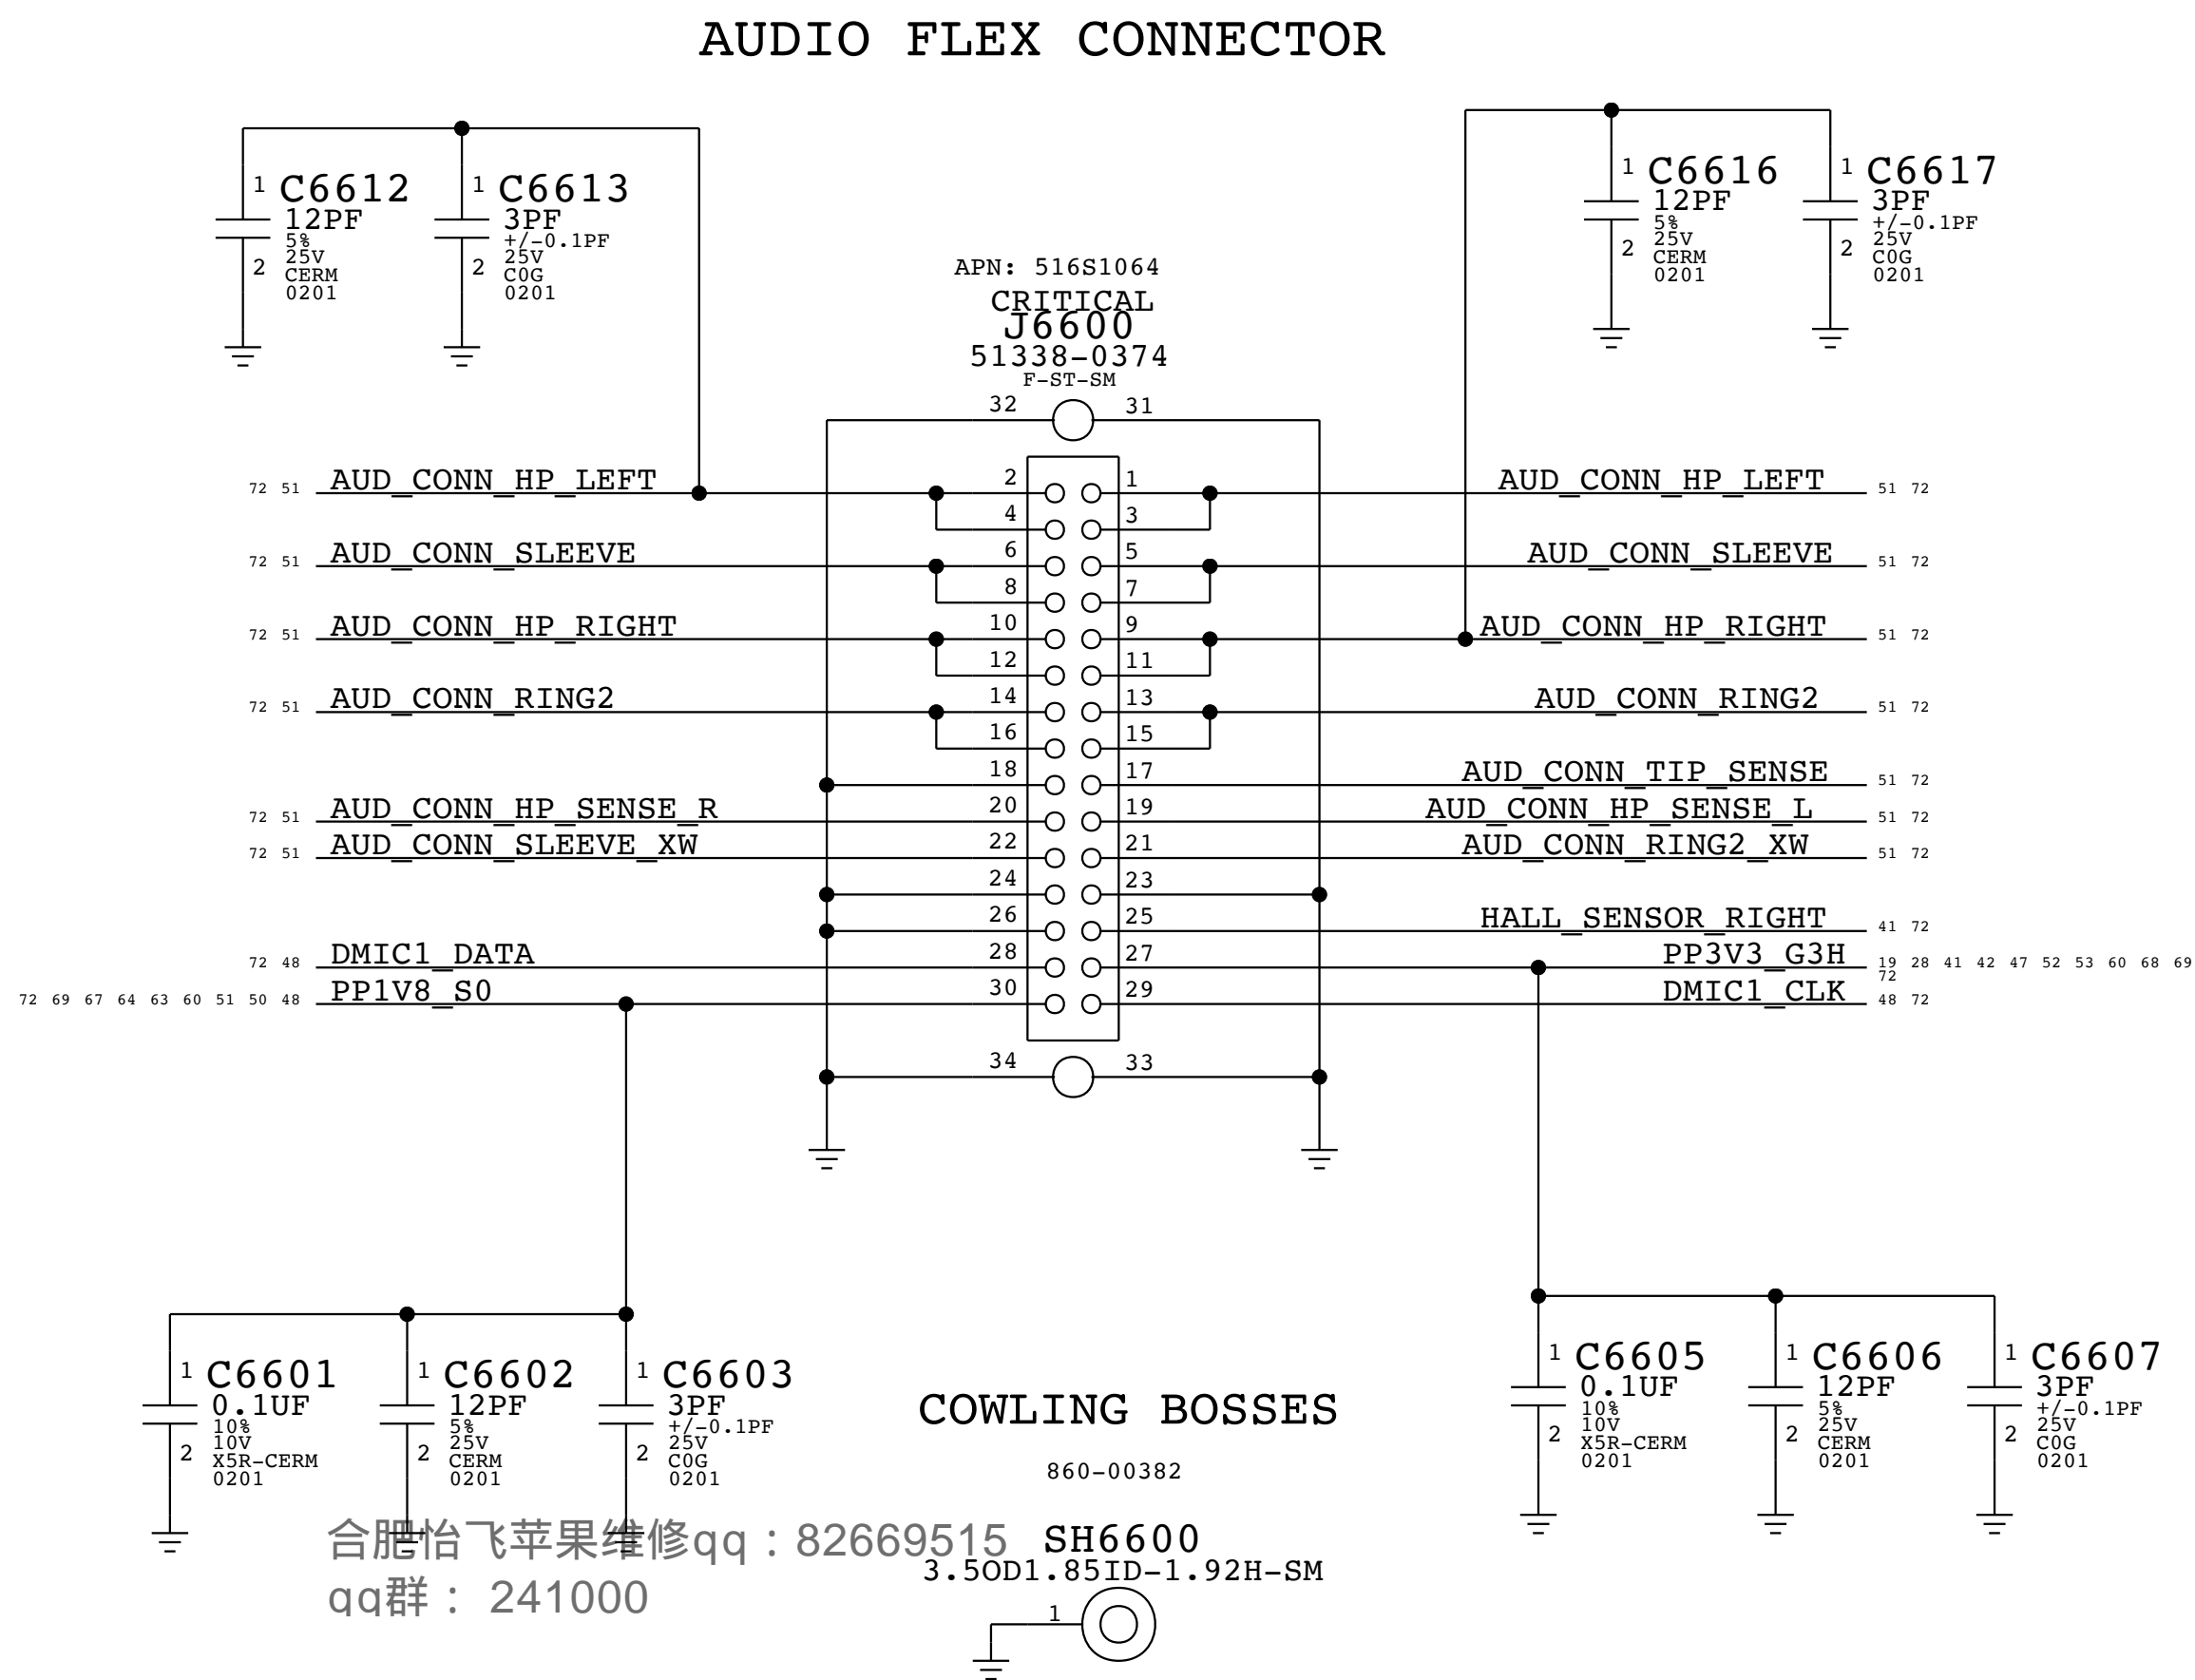 AUDIO FLEX CONNECTOR
1 C6612
12PF
5%
25V
2 CERM
0201
1 C6613
3PF
+/-0.1PF
25V
2 C0G
0201
1 C6616
12PF
5%
25V
2 CERM
0201
1 C6617
3PF
+/-0.1PF
25V
2 C0G
0201
APN: 516S1064
CRITICAL
J6600
51338-0374
F-ST-SM
32 31
72 51 AUD_CONN_HP_LEFT 2 1 AUD_CONN_HP_LEFT 51 72
4 3
72 51 AUD_CONN_SLEEVE 6 5 AUD_CONN_SLEEVE 51 72
8 7
72 51 AUD_CONN_HP_RIGHT 10 9 AUD_CONN_HP_RIGHT 51 72
12 11
72 51 AUD_CONN_RING2 14 13 AUD_CONN_RING2 51 72
16 15
18 17 AUD_CONN_TIP_SENSE 51 72
72 51 AUD_CONN_HP_SENSE_R 20 19 AUD_CONN_HP_SENSE_L 51 72
72 51 AUD_CONN_SLEEVE_XW 22 21 AUD_CONN_RING2_XW 51 72
24 23
26 25 HALL_SENSOR_RIGHT 41 72
72 48 DMIC1_DATA 28 27 PP3V3_G3H 19 28 41 42 47 52 53 60 68 69
72
72 69 67 64 63 60 51 50 48 PP1V8_S0 30 29 DMIC1_CLK 48 72
34 33
1 C6601
0.1UF
10%
10V
2 X5R-CERM
0201
1 C6602
12PF
5%
25V
2 CERM
0201
1 C6603
3PF
+/-0.1PF
25V
2 C0G
0201
1 C6605
0.1UF
10%
10V
2 X5R-CERM
0201
1 C6606
12PF
5%
25V
2 CERM
0201
1 C6607
3PF
+/-0.1PF
25V
2 C0G
0201
COWLING BOSSES
860-00382
SH6600
3.5OD1.85ID-1.92H-SM
1
合肥怡飞苹果维修qq：82669515
qq群： 241000